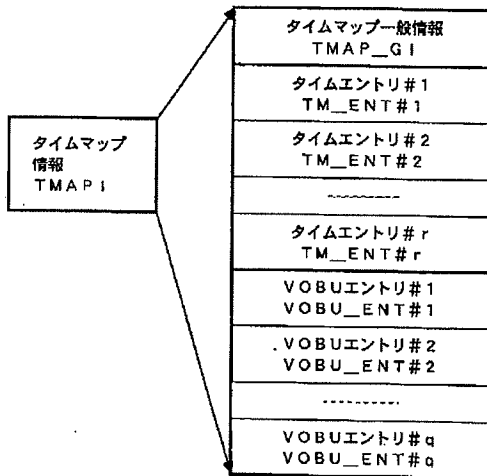 タイムマップ
情報
TMAPI
タイムマップ一般情報
TMAP_GI
タイムエントリ#1
TM_ENT#1
タイムエントリ#2
TM_ENT#2
タイムエントリ#r
TM_ENT#r
VOBUエントリ#1
VOBU_ENT#1
VOBUエントリ#2
VOBU_ENT#2
VOBUエントリ#q
VOBU_ENT#q